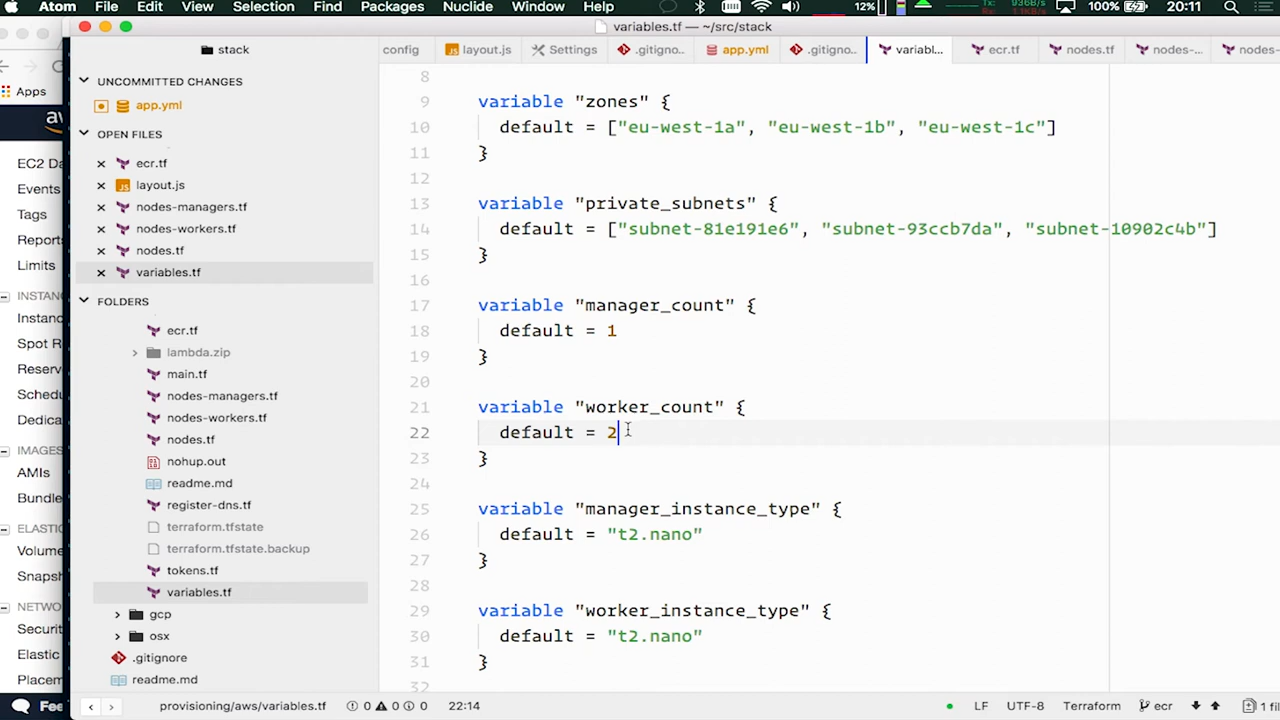 Atom File Edit View Selection Find Packages Nuclide Window Help 12% 100% 20:11
variables.tf — ~/src/stack
stack
config
layout.js
Settings
.gitigno...
app.yml
.gitigno...
variabl...
ecr.tf
nodes.tf
nodes-...
nodes-
Apps
EC2 Da
Events
Tags
Report
Limits
INSTAN
Instan
Spot R
Reserv
Schedu
Dedica
IMAGES
AMIs
Bundle
ELASTI
Volume
Snapsh
NETWO
Securit
Elastic
Placem
Fee
UNCOMMITTED CHANGES
app.yml
OPEN FILES
ecr.tf
layout.js
nodes-managers.tf
nodes-workers.tf
nodes.tf
variables.tf
FOLDERS
ecr.tf
lambda.zip
main.tf
nodes-managers.tf
nodes-workers.tf
nodes.tf
nohup.out
readme.md
register-dns.tf
terraform.tfstate
terraform.tfstate.backup
tokens.tf
variables.tf
gcp
osx
.gitignore
readme.md
8
9 variable "zones" {
10 default = ["eu-west-1a", "eu-west-1b", "eu-west-1c"]
11 }
12
13 variable "private_subnets" {
14 default = ["subnet-81e191e6", "subnet-93ccb7da", "subnet-10902c4b"]
15 }
16
17 variable "manager_count" {
18 default = 1
19 }
20
21 variable "worker_count" {
22 default = 2
23 }
24
25 variable "manager_instance_type" {
26 default = "t2.nano"
27 }
28
29 variable "worker_instance_type" {
30 default = "t2.nano"
31 }
32
provisioning/aws/variables.tf 0 0 0 22:14 LF UTF-8 Terraform ecr 1 fil